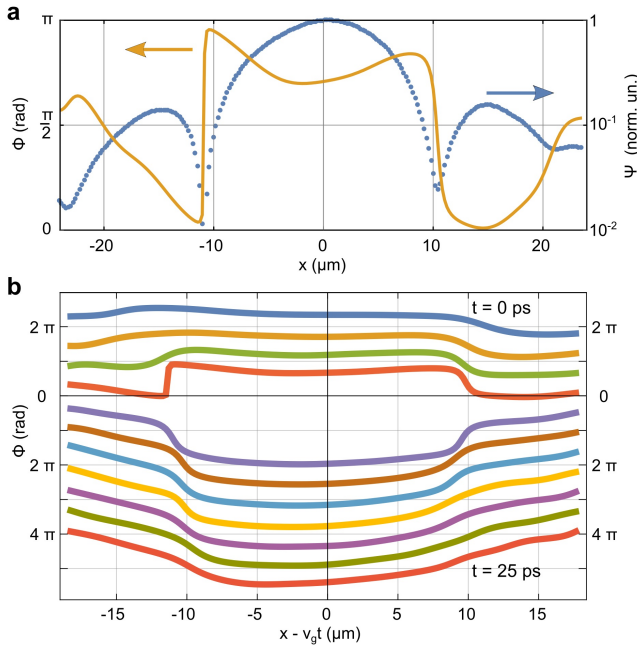 a
π
π
2
0
Φ (rad)
1
10⁻¹
10⁻²
Ψ (norm. un.)
-20
-10
0
10
20
x (μm)
b
t = 0 ps
2 π
0
2 π
4 π
Φ (rad)
2 π
0
2 π
4 π
t = 25 ps
-15
-10
-5
0
5
10
15
x - v_g t (μm)